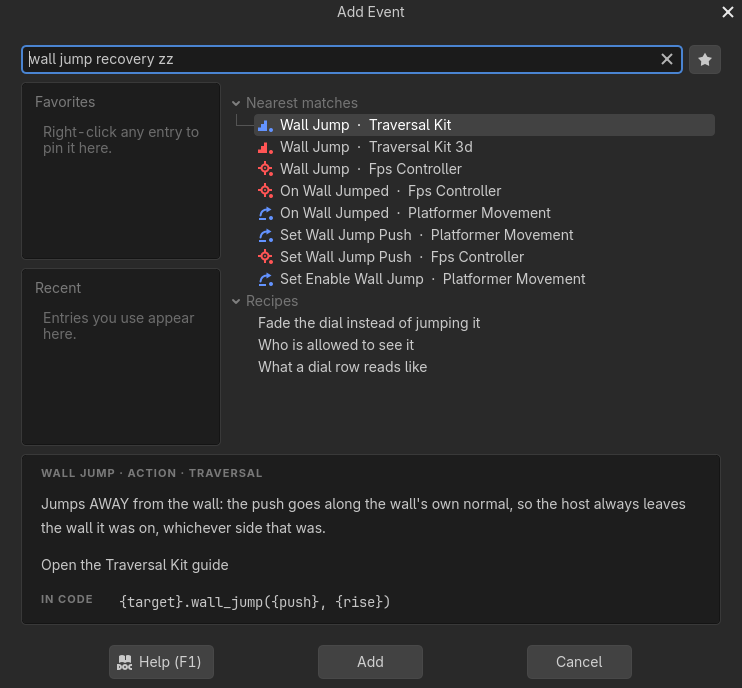 Add Event
wall jump recovery zz
Favorites
Right-click any entry to
pin it here.
Recent
Entries you use appear
here.
Nearest matches
Wall Jump · Traversal Kit
Wall Jump · Traversal Kit 3d
Wall Jump · Fps Controller
On Wall Jumped · Fps Controller
On Wall Jumped · Platformer Movement
Set Wall Jump Push · Platformer Movement
Set Wall Jump Push · Fps Controller
Set Enable Wall Jump · Platformer Movement
Recipes
Fade the dial instead of jumping it
Who is allowed to see it
What a dial row reads like
WALL JUMP · ACTION · TRAVERSAL
Jumps AWAY from the wall: the push goes along the wall's own normal, so the host always leaves
the wall it was on, whichever side that was.
Open the Traversal Kit guide
IN CODE {target}.wall_jump({push}, {rise})
DOC Help (F1) Add Cancel